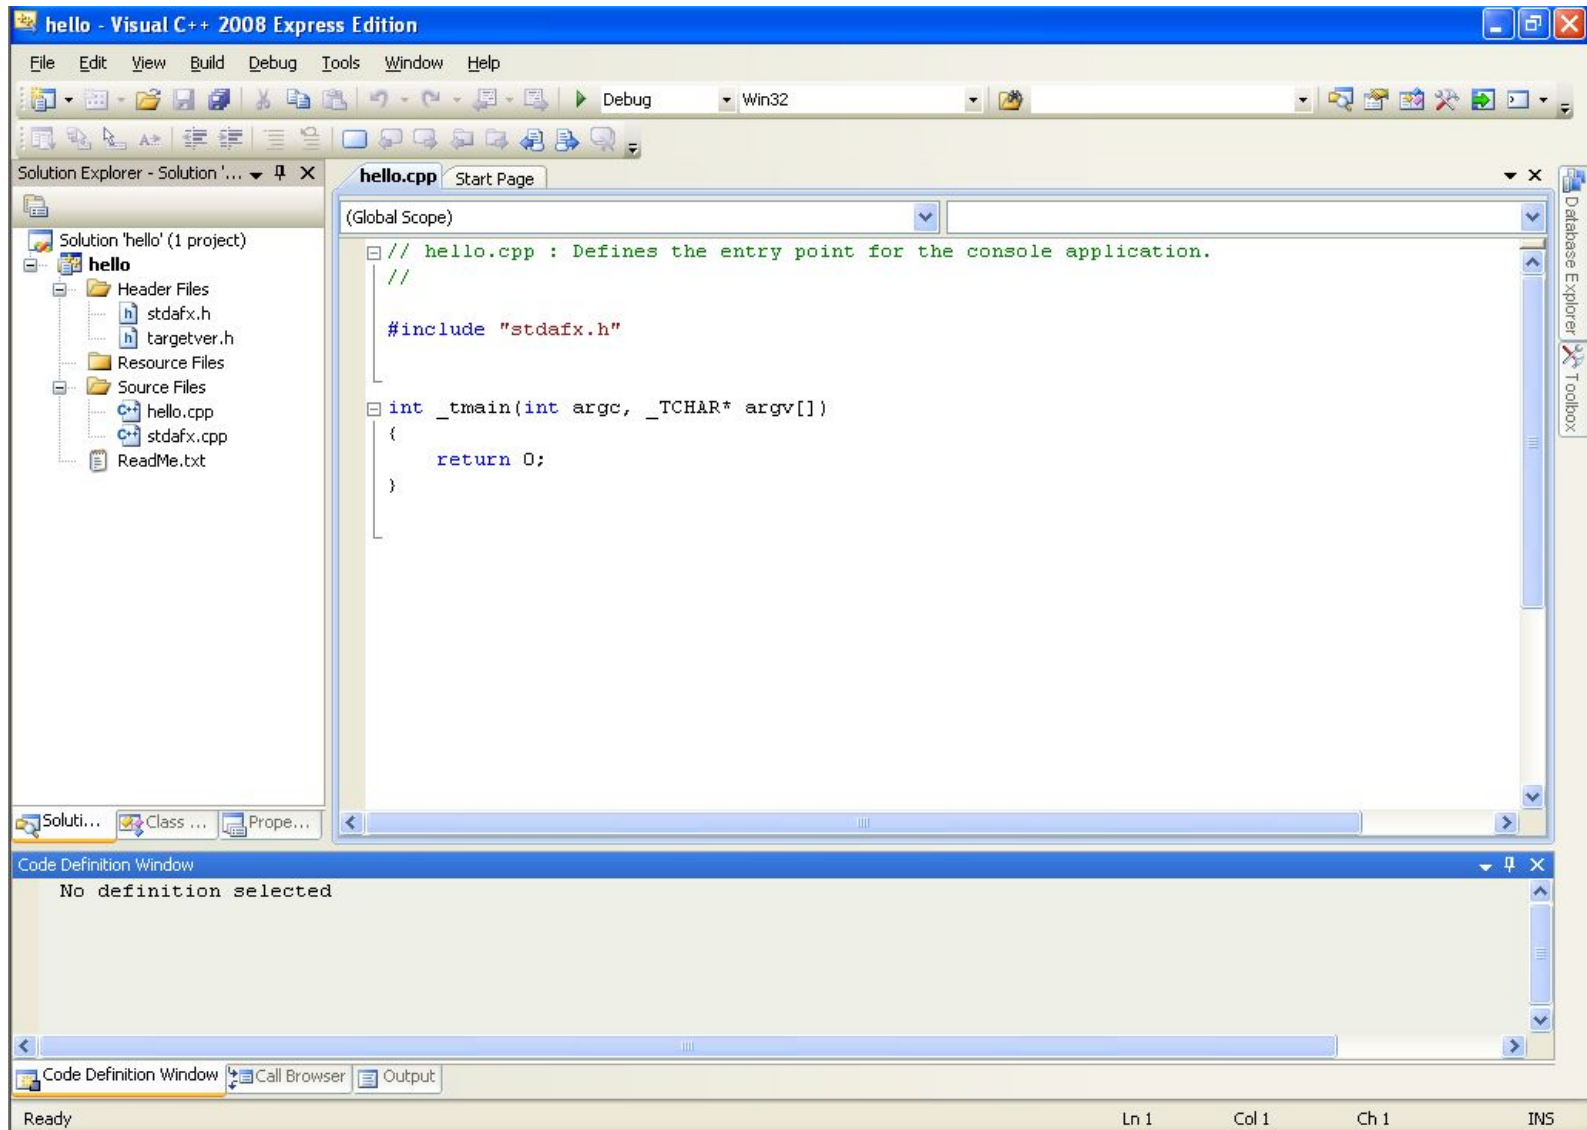 hello - Visual C++ 2008 Express Edition
File Edit View Build Debug Tools Window Help
Debug Win32
Solution Explorer - Solution '...
hello.cpp Start Page
(Global Scope)
Solution 'hello' (1 project)
hello
Header Files
stdafx.h
targetver.h
Resource Files
Source Files
hello.cpp
stdafx.cpp
ReadMe.txt
// hello.cpp : Defines the entry point for the console application.
//
#include "stdafx.h"
int _tmain(int argc, _TCHAR* argv[])
{
return 0;
}
Database Explorer
Toolbox
Soluti... Class ... Prope...
Code Definition Window
No definition selected
Code Definition Window Call Browser Output
Ready Ln 1 Col 1 Ch 1 INS